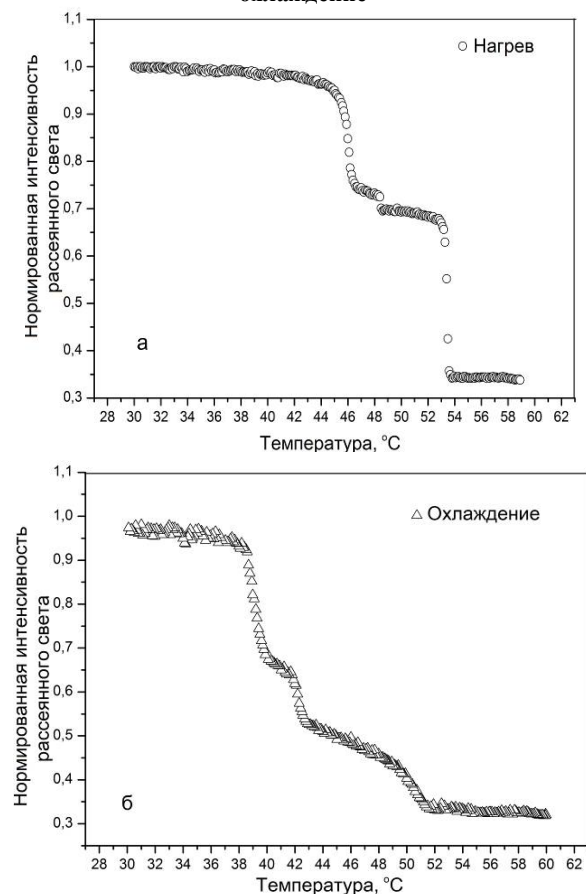 охлаждение
1,1
1,0
0,9
0,8
0,7
0,6
0,5
0,4
0,3
Нормированная интенсивность
рассеянного света
Нагрев
а
28 30 32 34 36 38 40 42 44 46 48 50 52 54 56 58 60 62
Температура, °C
1,1
1,0
0,9
0,8
0,7
0,6
0,5
0,4
0,3
Нормированная интенсивность
рассеянного света
Охлаждение
б
28 30 32 34 36 38 40 42 44 46 48 50 52 54 56 58 60 62
Температура, °C